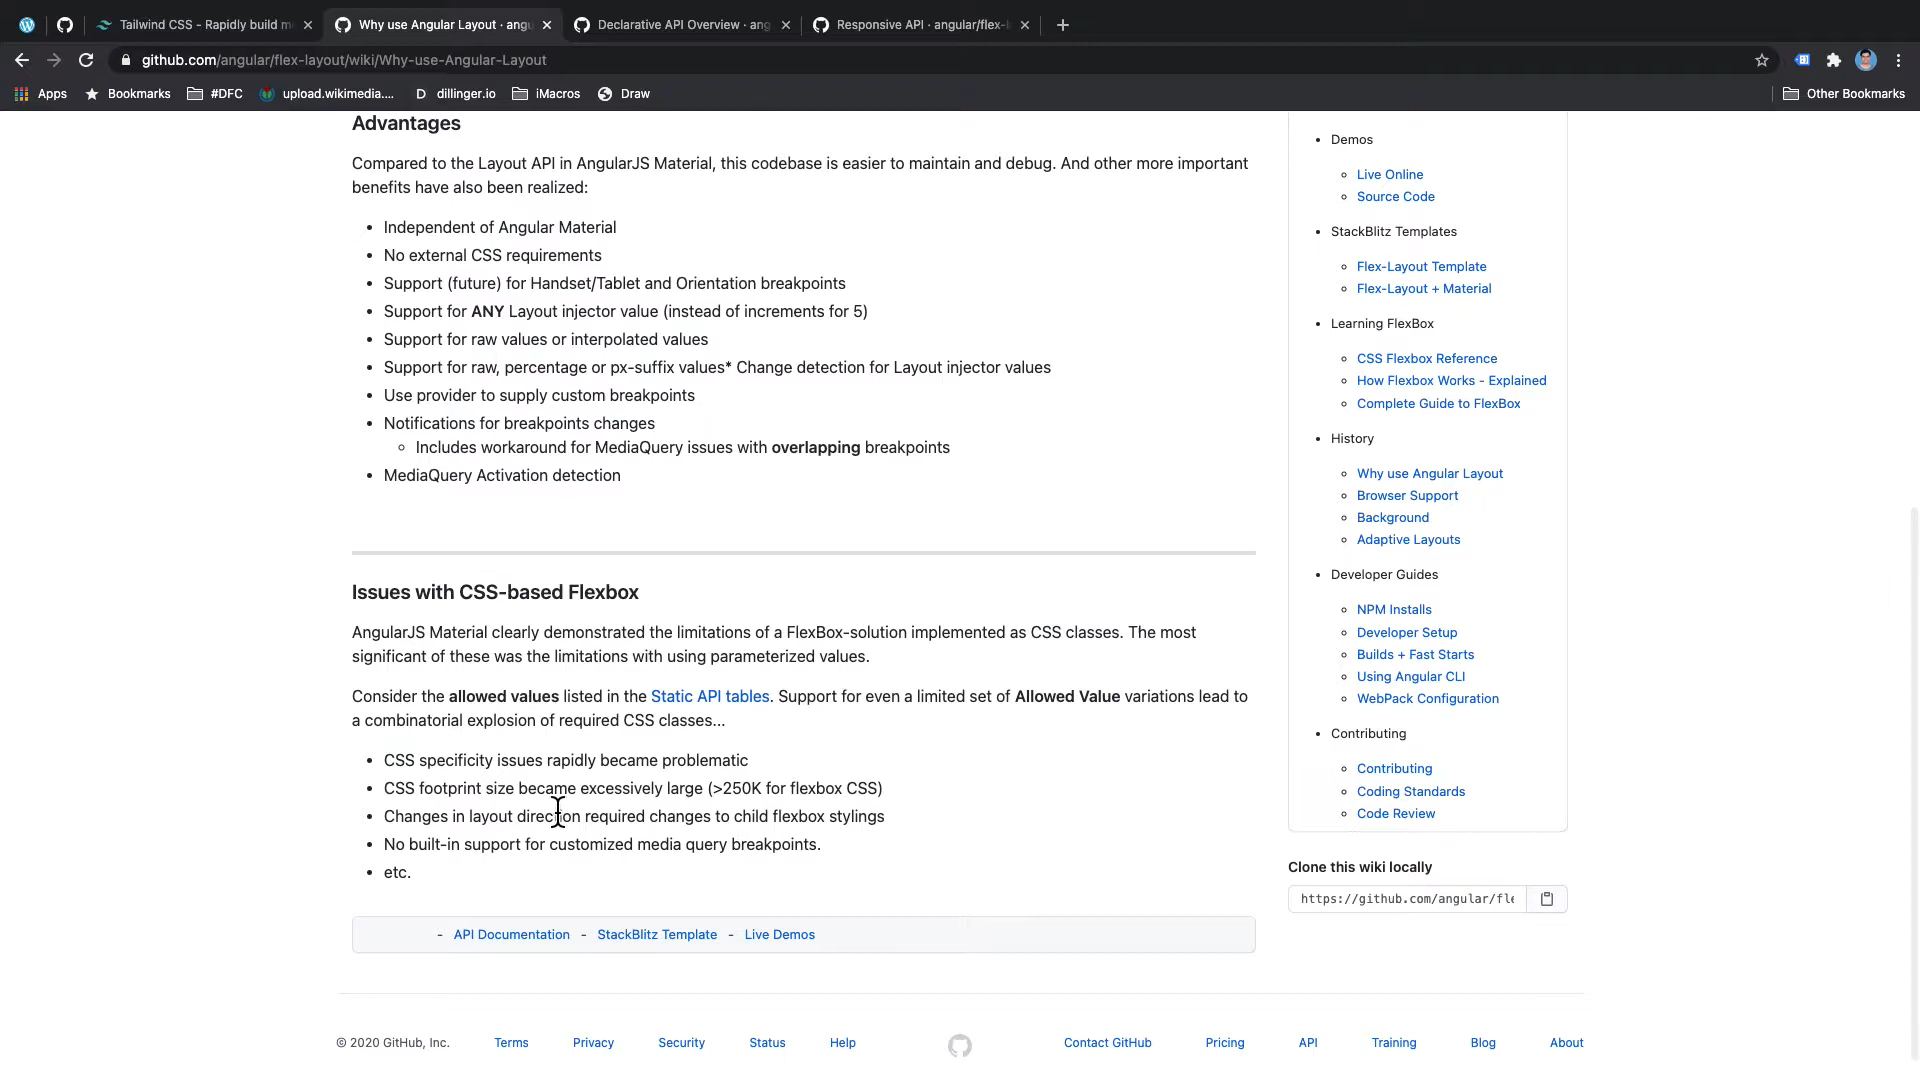 Tailwind CSS - Rapidly build m
Why use Angular Layout · angu
Declarative API Overview · ang
Responsive API · angular/flex-l
github.com/angular/flex-layout/wiki/Why-use-Angular-Layout
Apps
Bookmarks
#DFC
upload.wikimedia....
D dillinger.io
iMacros
Draw
Other Bookmarks
Advantages
Compared to the Layout API in AngularJS Material, this codebase is easier to maintain and debug. And other more important
benefits have also been realized:
• Independent of Angular Material
• No external CSS requirements
• Support (future) for Handset/Tablet and Orientation breakpoints
• Support for ANY Layout injector value (instead of increments for 5)
• Support for raw values or interpolated values
• Support for raw, percentage or px-suffix values* Change detection for Layout injector values
• Use provider to supply custom breakpoints
• Notifications for breakpoints changes
◦ Includes workaround for MediaQuery issues with overlapping breakpoints
• MediaQuery Activation detection
Issues with CSS-based Flexbox
AngularJS Material clearly demonstrated the limitations of a FlexBox-solution implemented as CSS classes. The most
significant of these was the limitations with using parameterized values.
Consider the allowed values listed in the Static API tables. Support for even a limited set of Allowed Value variations lead to
a combinatorial explosion of required CSS classes...
• CSS specificity issues rapidly became problematic
• CSS footprint size became excessively large (>250K for flexbox CSS)
• Changes in layout direction required changes to child flexbox stylings
• No built-in support for customized media query breakpoints.
• etc.
- API Documentation - StackBlitz Template - Live Demos
• Demos
◦ Live Online
◦ Source Code
• StackBlitz Templates
◦ Flex-Layout Template
◦ Flex-Layout + Material
• Learning FlexBox
◦ CSS Flexbox Reference
◦ How Flexbox Works - Explained
◦ Complete Guide to FlexBox
• History
◦ Why use Angular Layout
◦ Browser Support
◦ Background
◦ Adaptive Layouts
• Developer Guides
◦ NPM Installs
◦ Developer Setup
◦ Builds + Fast Starts
◦ Using Angular CLI
◦ WebPack Configuration
• Contributing
◦ Contributing
◦ Coding Standards
◦ Code Review
Clone this wiki locally
https://github.com/angular/fle
© 2020 GitHub, Inc.
Terms
Privacy
Security
Status
Help
Contact GitHub
Pricing
API
Training
Blog
About